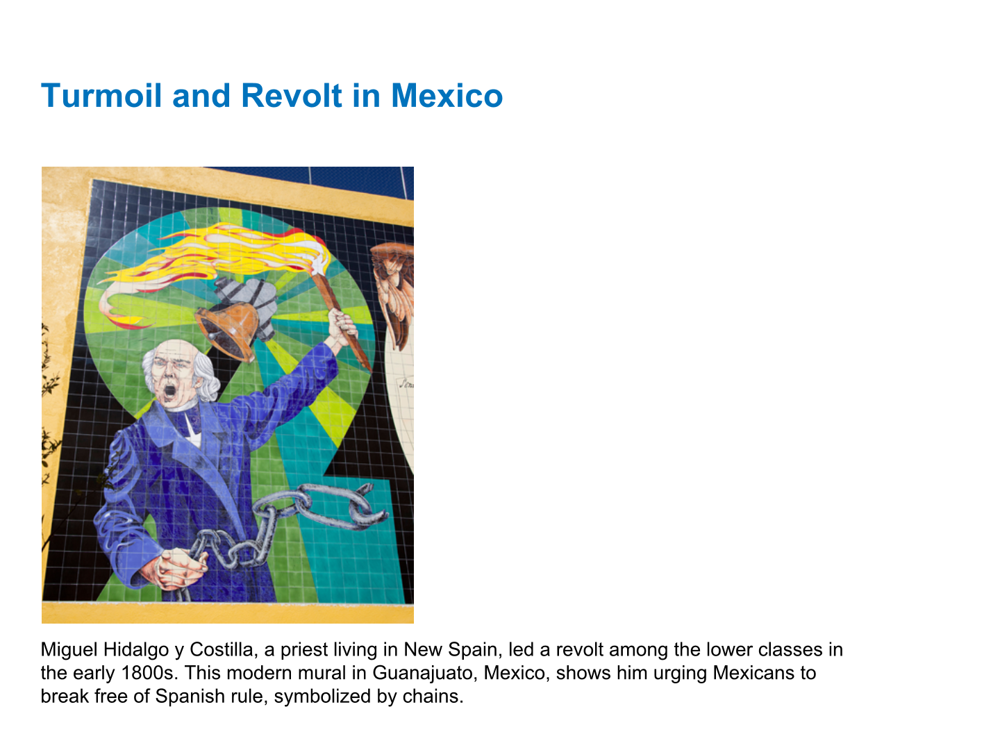 Turmoil and Revolt in Mexico
Miguel Hidalgo y Costilla, a priest living in New Spain, led a revolt among the lower classes in
the early 1800s. This modern mural in Guanajuato, Mexico, shows him urging Mexicans to
break free of Spanish rule, symbolized by chains.